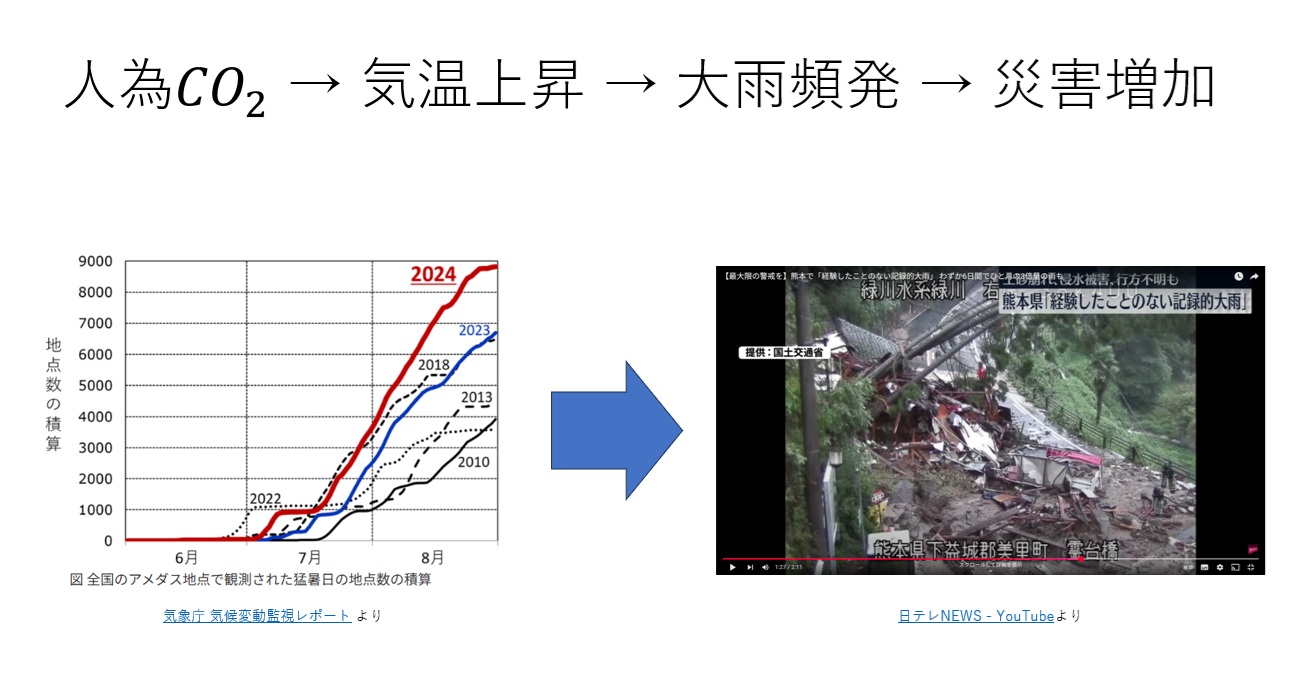 人為CO₂ → 気温上昇 → 大雨頻発 → 災害増加
9000
8000
7000
6000
5000
4000
3000
2000
1000
0
地点数の積算
2024
2023
2018
2013
2010
2022
6月
7月
8月
図 全国のアメダス地点で観測された猛暑日の地点数の積算
気象庁 気候変動監視レポート より
【最大限の警戒を】熊本で「経験したことのない記録的大雨」 わずか6日間でひと月の
緑川水系緑川 右
土砂崩れ、浸水被害、行方不明も
熊本県「経験したことのない記録的大雨」
提供：国土交通省
熊本県下益城郡美里町 霊台橋
スクロールして詳細を表示
1:27 / 2:11
日テレNEWS - YouTubeより